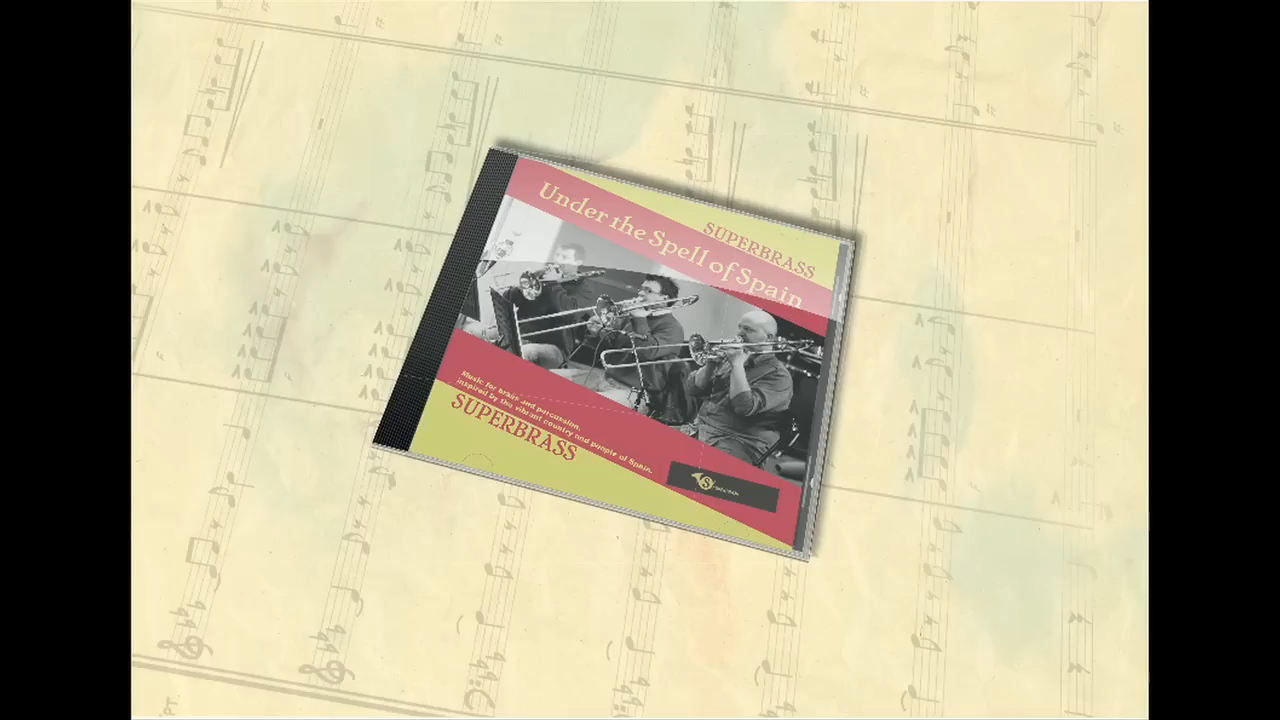 SUPERBRASS
Under the Spell of Spain
Music for brass and percussion,
inspired by the vibrant country and people of Spain.
SUPERBRASS